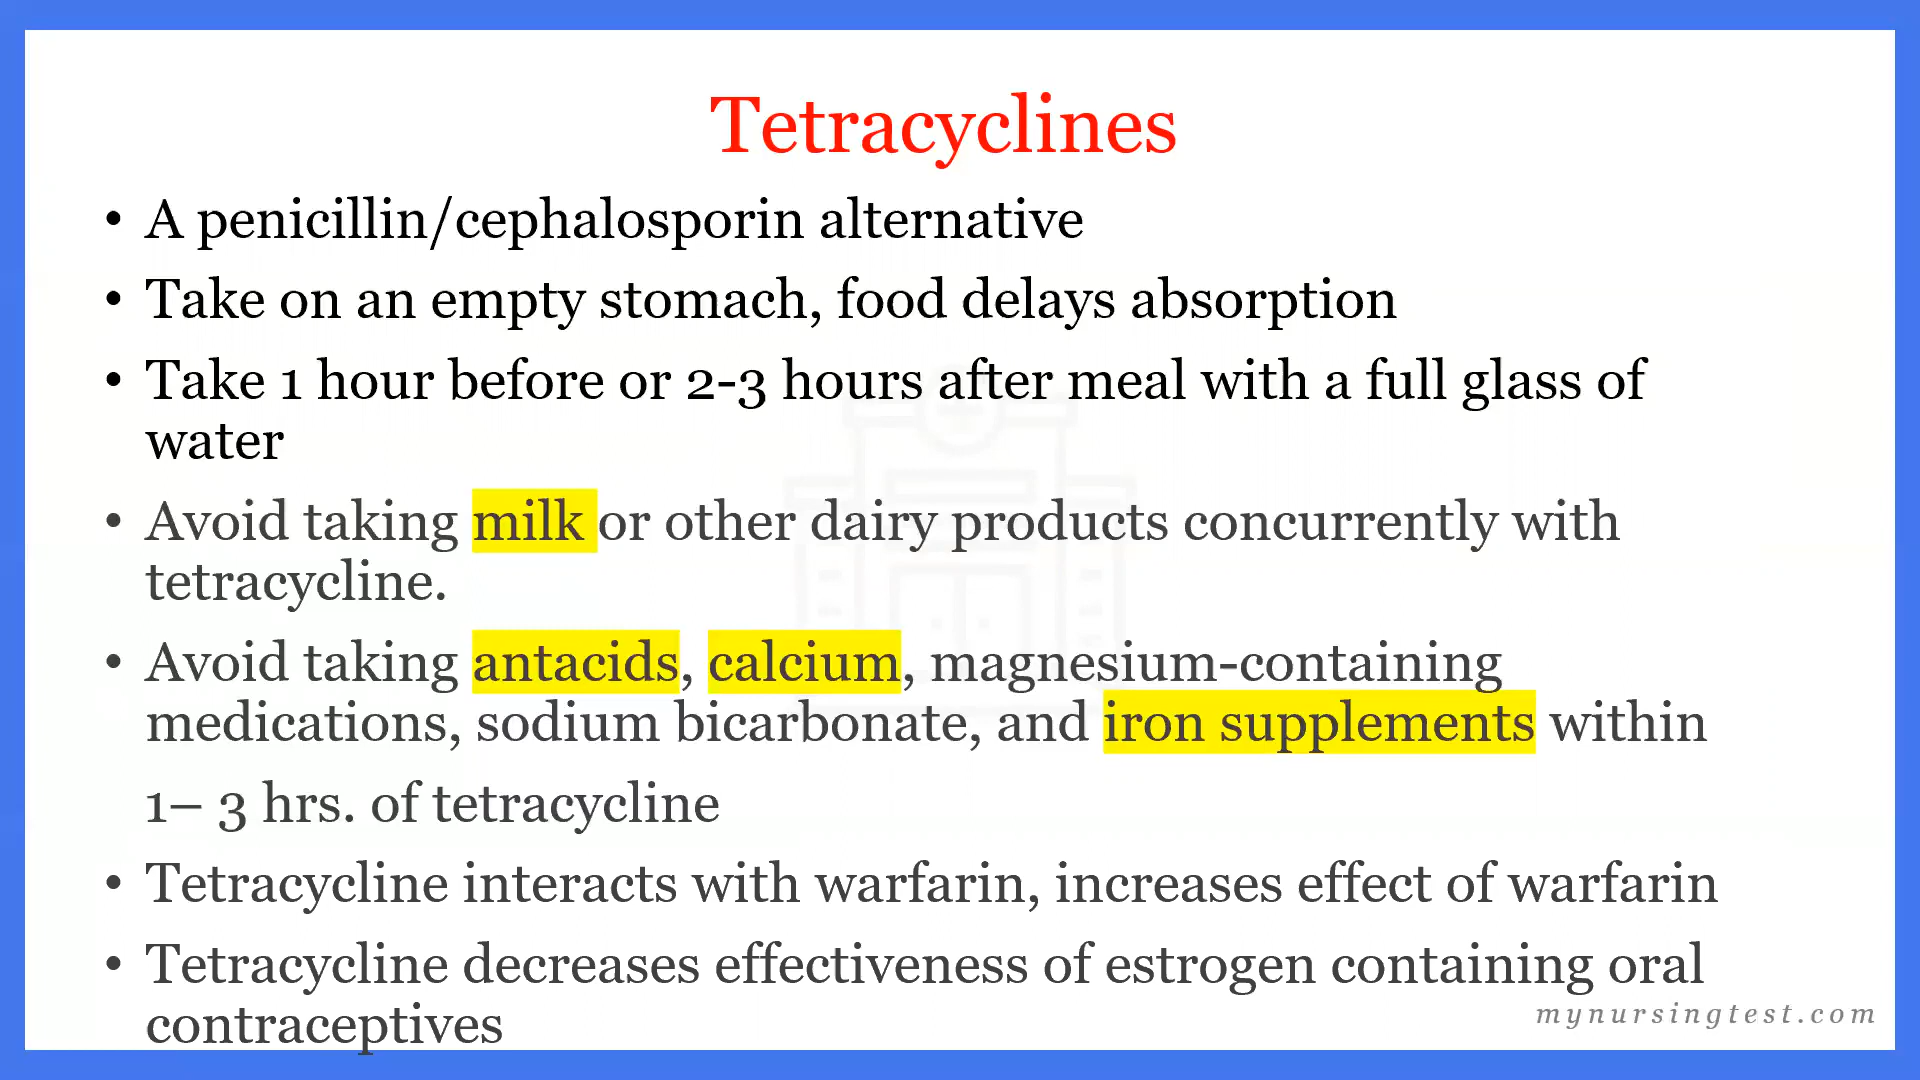 Tetracyclines
• A penicillin/cephalosporin alternative
• Take on an empty stomach, food delays absorption
• Take 1 hour before or 2-3 hours after meal with a full glass of
water
• Avoid taking milk or other dairy products concurrently with
tetracycline.
• Avoid taking antacids, calcium, magnesium-containing
medications, sodium bicarbonate, and iron supplements within
1– 3 hrs. of tetracycline
• Tetracycline interacts with warfarin, increases effect of warfarin
• Tetracycline decreases effectiveness of estrogen containing oral
contraceptives
mynursingtest.com